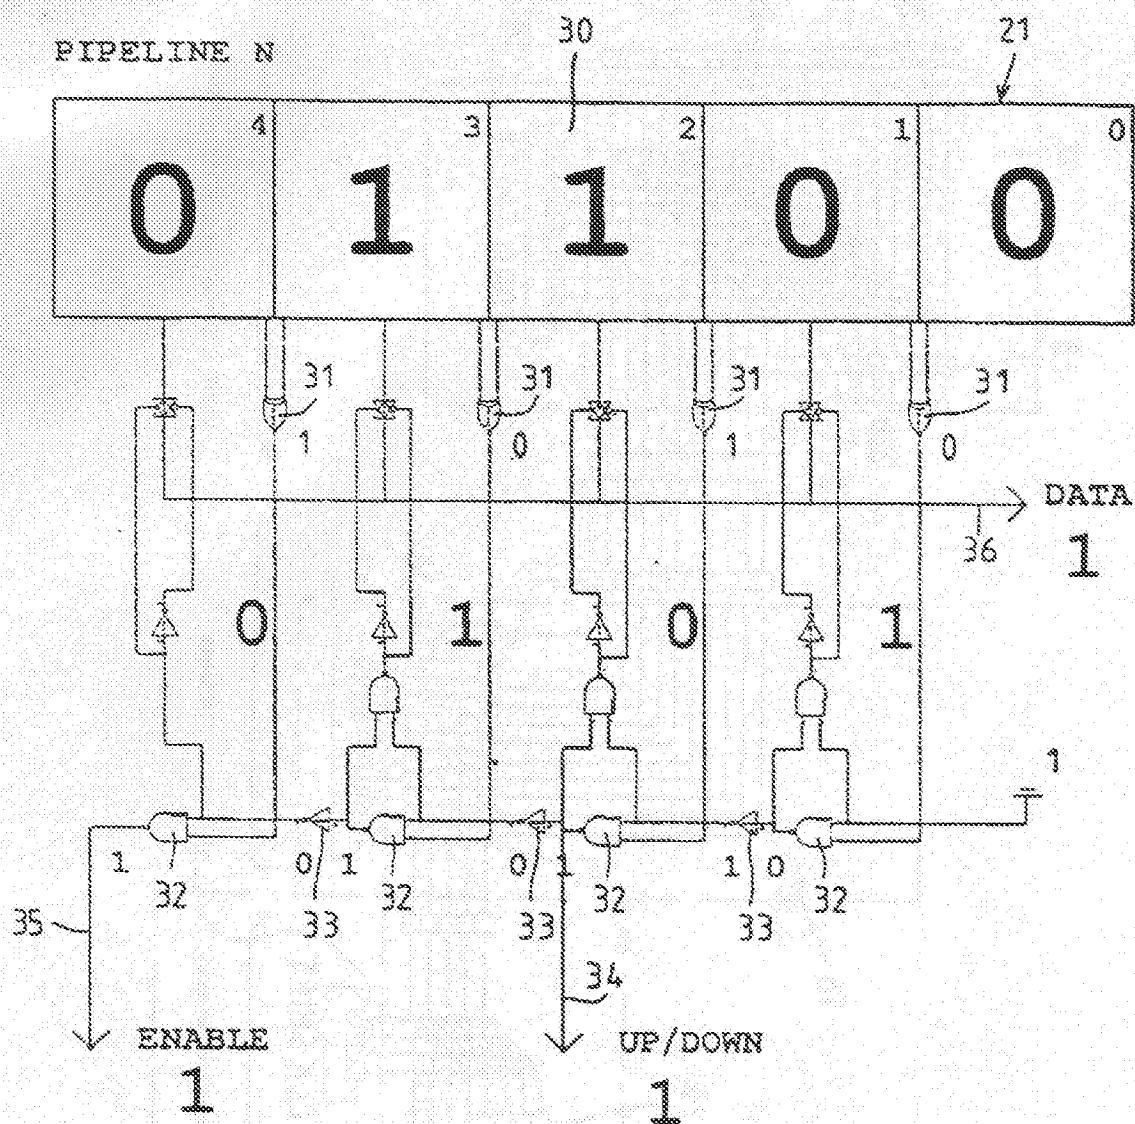 30
21
PIPELINE N
4 3 2 1 0
0 1 1 0 0
31 31 31 31
1 0 1 0
DATA
36
1
0 1 0 1
1
1 0 1 0 1 1 0
32 32 32 32
33 33 33
35
34
ENABLE UP/DOWN
1 1